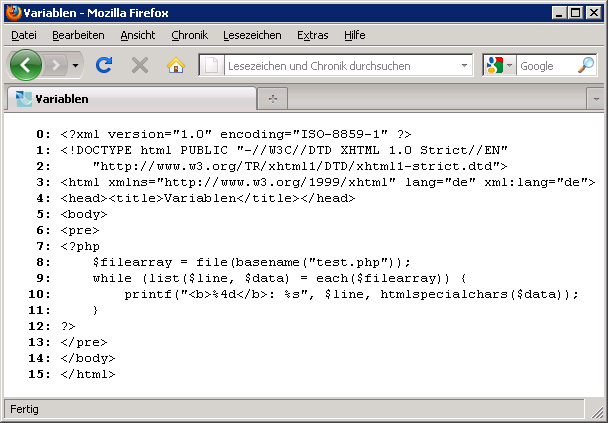 Variablen - Mozilla Firefox
Datei Bearbeiten Ansicht Chronik Lesezeichen Extras Hilfe
Lesezeichen und Chronik durchsuchen Google
Variablen
0: <?xml version="1.0" encoding="ISO-8859-1" ?>
1: <!DOCTYPE html PUBLIC "-//W3C//DTD XHTML 1.0 Strict//EN"
2:     "http://www.w3.org/TR/xhtml1/DTD/xhtml1-strict.dtd">
3: <html xmlns="http://www.w3.org/1999/xhtml" lang="de" xml:lang="de">
4: <head><title>Variablen</title></head>
5: <body>
6: <pre>
7: <?php
8:     $filearray = file(basename("test.php"));
9:     while (list($line, $data) = each($filearray)) {
10:         printf("<b>%4d</b>: %s", $line, htmlspecialchars($data));
11:     }
12: ?>
13: </pre>
14: </body>
15: </html>
Fertig